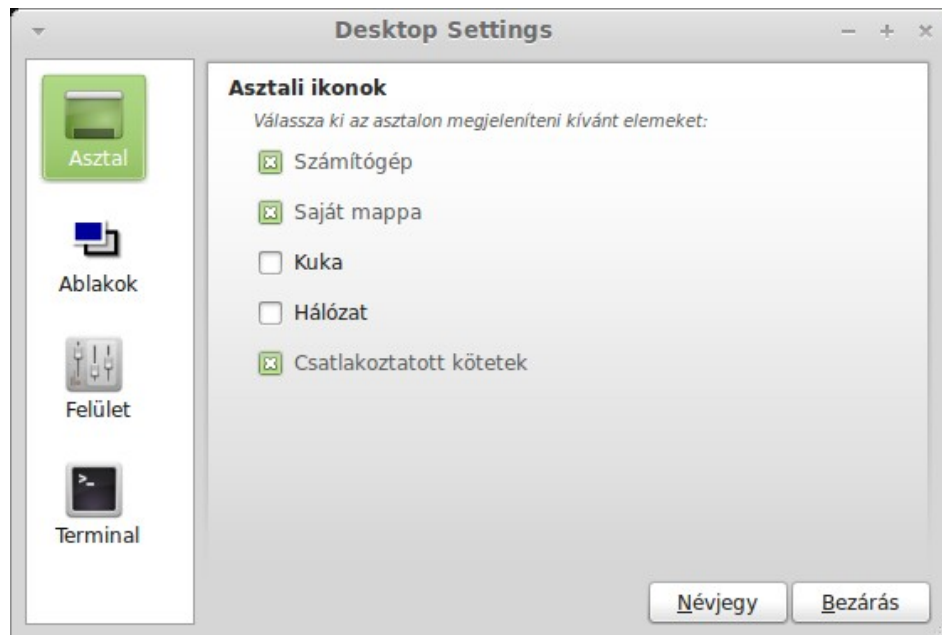 Desktop Settings
Asztal
Ablakok
Felület
>_
Terminal
Asztali ikonok
Válassza ki az asztalon megjeleníteni kívánt elemeket:
Számítógép
Saját mappa
Kuka
Hálózat
Csatlakoztatott kötetek
Névjegy
Bezárás